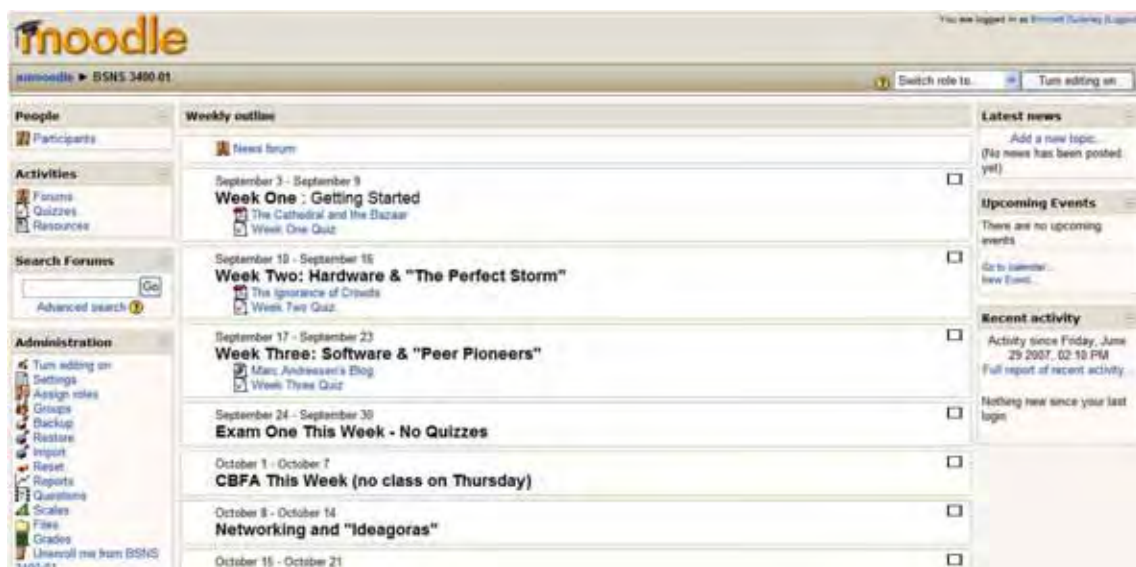 moodle
You are logged in as
► BSNS 3400-01
Switch role to...
Turn editing on
People
Participants
Activities
Forums
Quizzes
Resources
Search Forums
Go
Advanced search
Administration
Turn editing on
Settings
Assign roles
Groups
Backup
Restore
Import
Reset
Reports
Questions
Scales
Files
Grades
Unenroll me from BSNS
3400-01
Weekly outline
News forum
September 3 - September 9
Week One : Getting Started
The Cathedral and the Bazaar
Week One Quiz
September 10 - September 16
Week Two: Hardware & "The Perfect Storm"
The Ignorance of Crowds
Week Two Quiz
September 17 - September 23
Week Three: Software & "Peer Pioneers"
Marc Andreesen's Blog
Week Three Quiz
September 24 - September 30
Exam One This Week - No Quizzes
October 1 - October 7
CBFA This Week (no class on Thursday)
October 8 - October 14
Networking and "Ideagoras"
October 15 - October 21
Latest news
Add a new topic...
(No news has been posted
yet)
Upcoming Events
There are no upcoming
events
Go to calendar...
New Event...
Recent activity
Activity since Friday, June
29 2007, 02:10 PM
Full report of recent activity...
Nothing new since your last
login